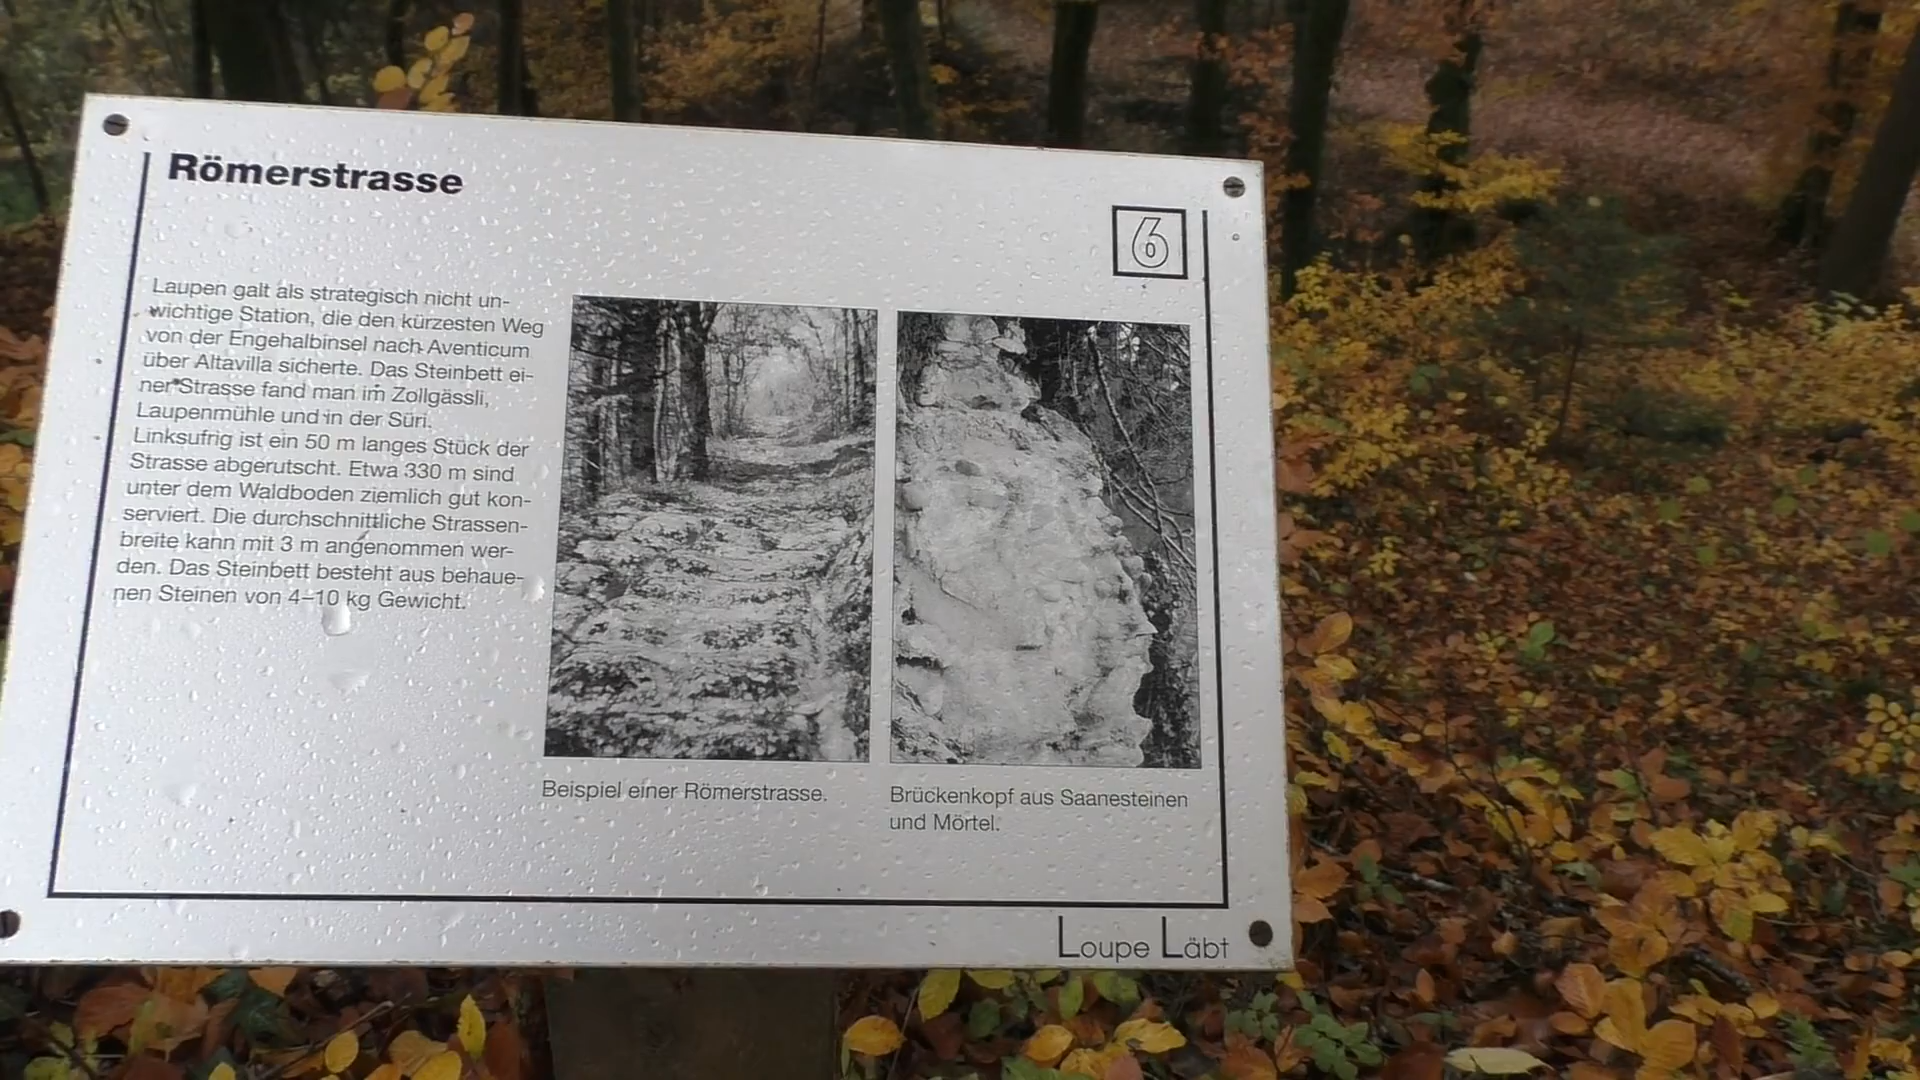 Römerstrasse
6
Laupen galt als strategisch nicht un-
wichtige Station, die den kürzesten Weg
von der Engehalbinsel nach Aventicum
über Altavilla sicherte. Das Steinbett ei-
ner Strasse fand man im Zollgässli,
Laupenmühle und in der Süri.
Linksufrig ist ein 50 m langes Stück der
Strasse abgerutscht. Etwa 330 m sind
unter dem Waldboden ziemlich gut kon-
serviert. Die durchschnittliche Strassen-
breite kann mit 3 m angenommen wer-
den. Das Steinbett besteht aus behaue-
nen Steinen von 4–10 kg Gewicht.
Beispiel einer Römerstrasse.
Brückenkopf aus Saanesteinen
und Mörtel.
Loupe Läbt